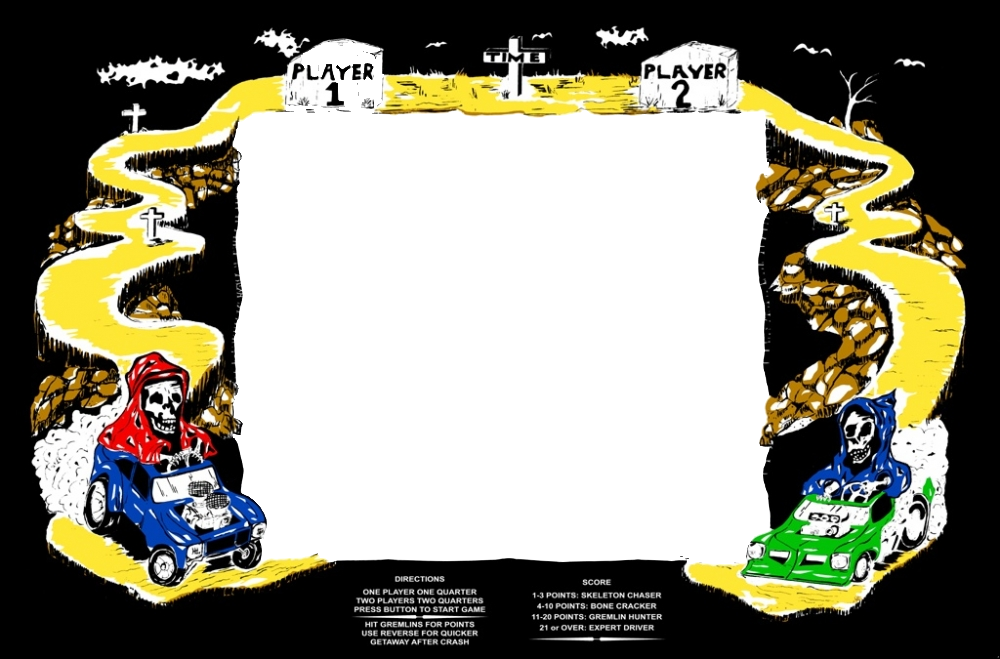 PLAYER
1
TIME
PLAYER
2
DIRECTIONS
ONE PLAYER ONE QUARTER
TWO PLAYERS TWO QUARTERS
PRESS BUTTON TO START GAME
HIT GREMLINS FOR POINTS
USE REVERSE FOR QUICKER
GETAWAY AFTER CRASH
SCORE
1-3 POINTS: SKELETON CHASER
4-10 POINTS: BONE CRACKER
11-20 POINTS: GREMLIN HUNTER
21 or OVER: EXPERT DRIVER